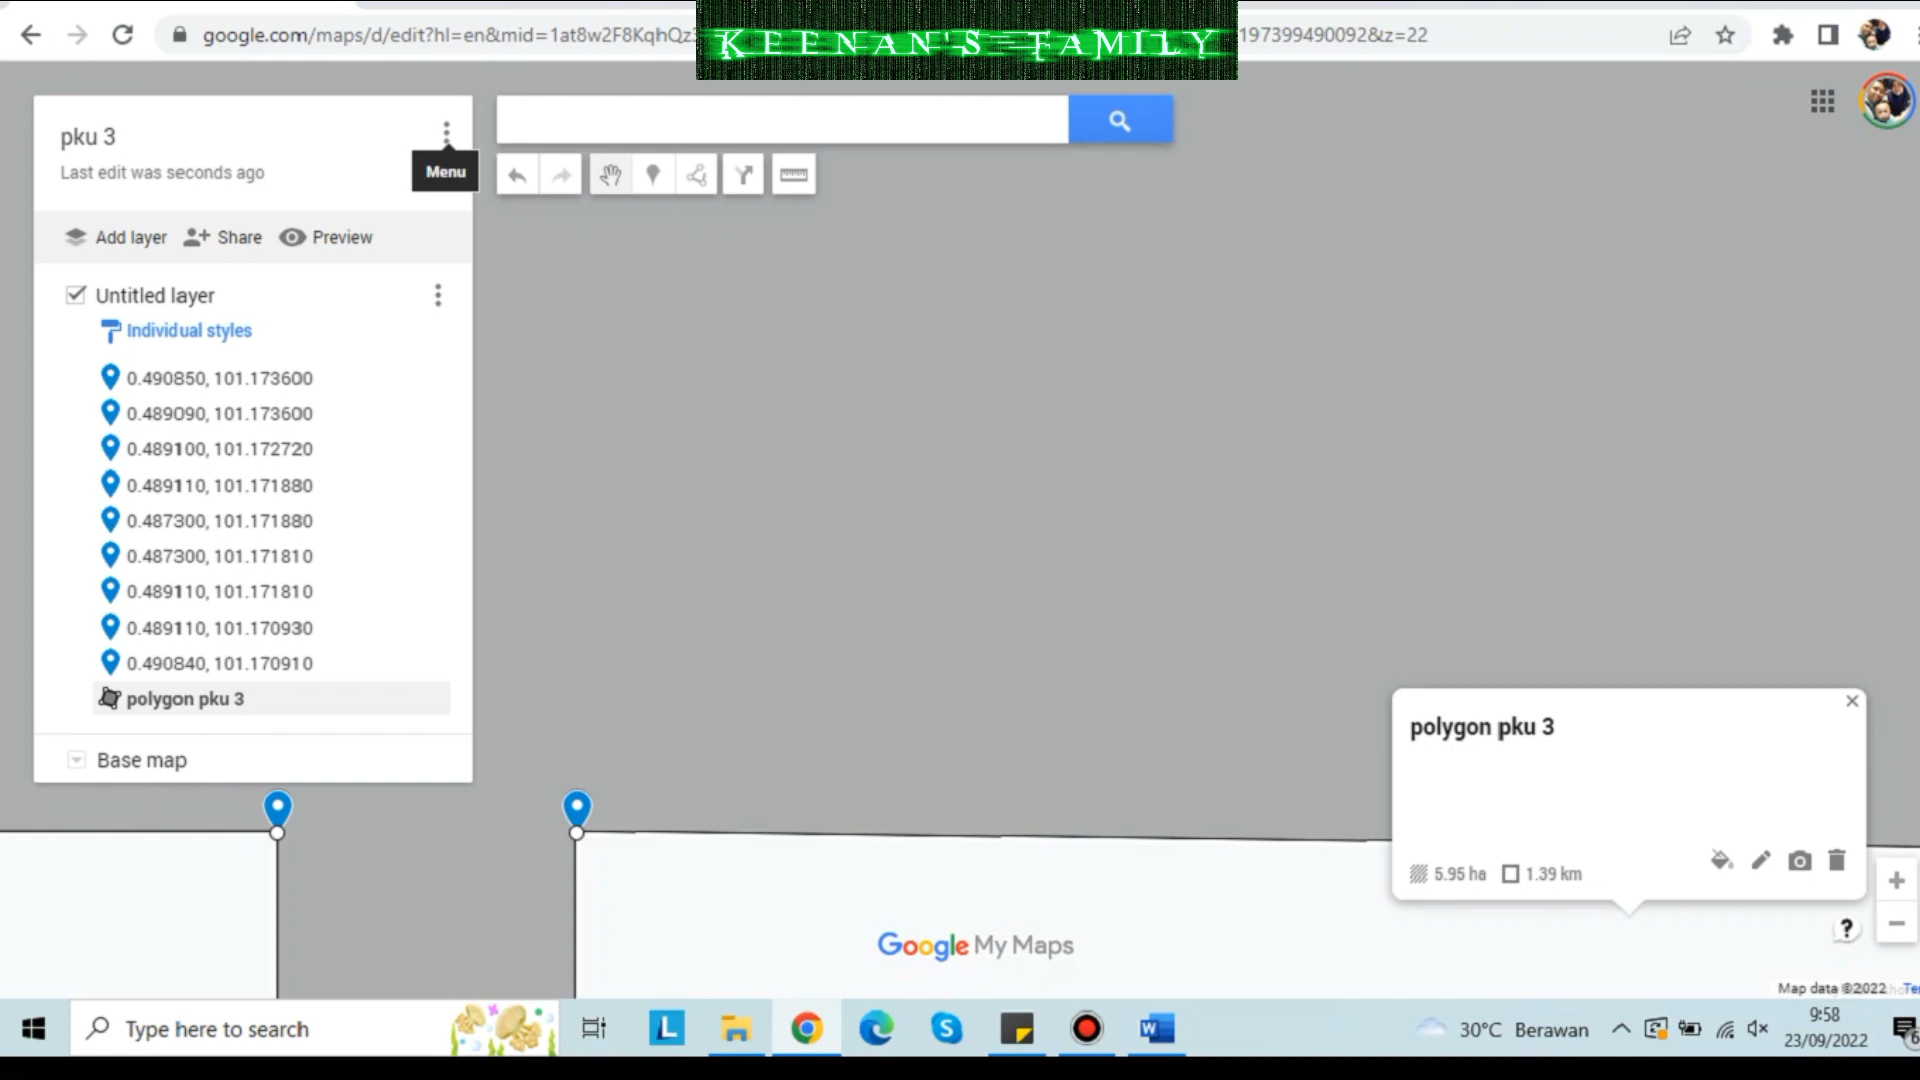 google.com/maps/d/edit?hl=en&mid=1at8w2F8KqhQz
197399490092&z=22
KEENAN'S FAMILY
pku 3
Last edit was seconds ago
Menu
Add layer Share Preview
Untitled layer
Individual styles
0.490850, 101.173600
0.489090, 101.173600
0.489100, 101.172720
0.489110, 101.171880
0.487300, 101.171880
0.487300, 101.171810
0.489110, 101.171810
0.489110, 101.170930
0.490840, 101.170910
polygon pku 3
Base map
polygon pku 3
5.95 ha 1.39 km
?
Google My Maps
Map data ©2022
Type here to search
30°C Berawan
9:58
23/09/2022
6